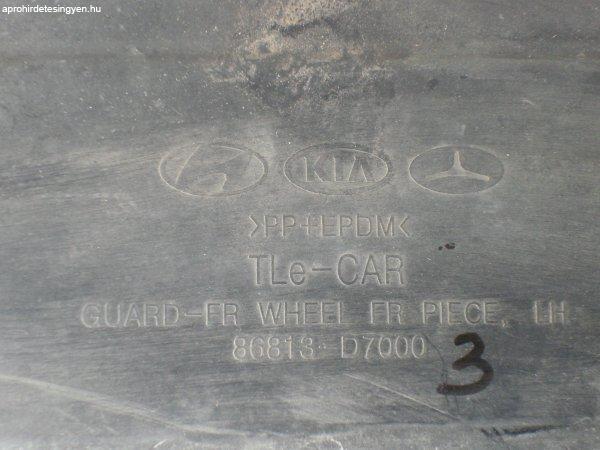 aprohirdetesingyen.hu
KIA
>PP+EPDM<
TLe-CAR
GUARD-FR WHEEL FR PIECE, LH
86813-D7000 3